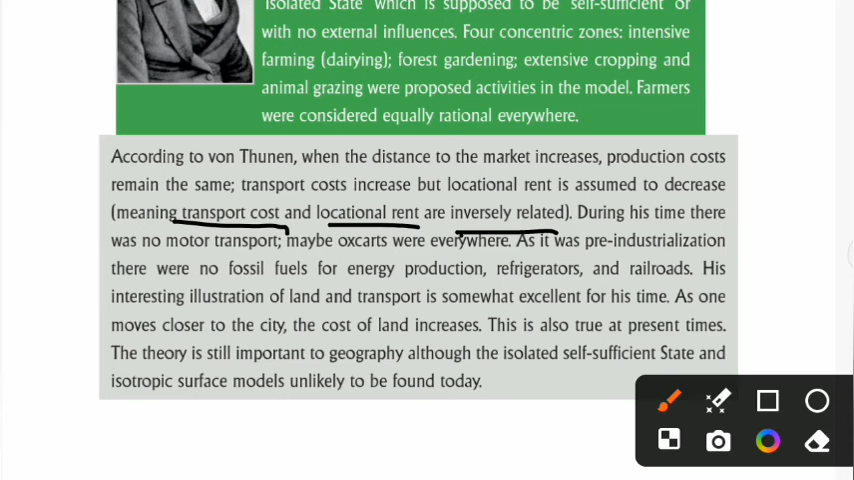 'Isolated State' which is supposed to be 'self-sufficient' or
with no external influences. Four concentric zones: intensive
farming (dairying); forest gardening; extensive cropping and
animal grazing were proposed activities in the model. Farmers
were considered equally rational everywhere.
According to von Thunen, when the distance to the market increases, production costs
remain the same; transport costs increase but locational rent is assumed to decrease
(meaning transport cost and locational rent are inversely related). During his time there
was no motor transport; maybe oxcarts were everywhere. As it was pre-industrialization
there were no fossil fuels for energy production, refrigerators, and railroads. His
interesting illustration of land and transport is somewhat excellent for his time. As one
moves closer to the city, the cost of land increases. This is also true at present times.
The theory is still important to geography although the isolated self-sufficient State and
isotropic surface models unlikely to be found today.